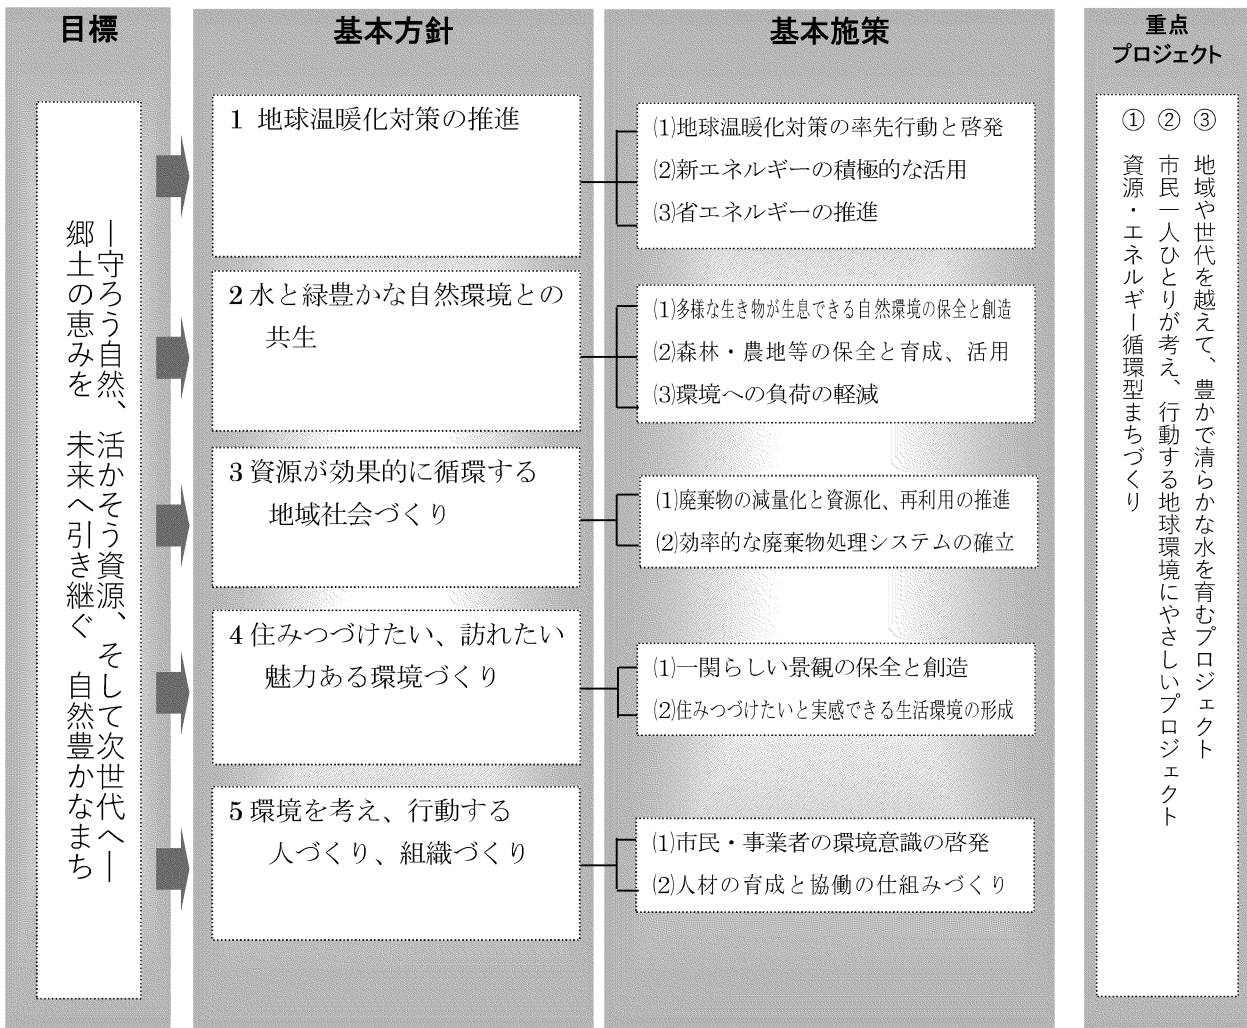 目標
―守ろう自然、活かそう資源、そして次世代へ―
郷土の恵みを　未来へ引き継ぐ　自然豊かなまち
基本方針
1 地球温暖化対策の推進
2 水と緑豊かな自然環境との
共生
3 資源が効果的に循環する
地域社会づくり
4 住みつづけたい、訪れたい
魅力ある環境づくり
5 環境を考え、行動する
人づくり、組織づくり
基本施策
⑴地球温暖化対策の率先行動と啓発
⑵新エネルギーの積極的な活用
⑶省エネルギーの推進
⑴多様な生き物が生息できる自然環境の保全と創造
⑵森林・農地等の保全と育成、活用
⑶環境への負荷の軽減
⑴廃棄物の減量化と資源化、再利用の推進
⑵効率的な廃棄物処理システムの確立
⑴一関らしい景観の保全と創造
⑵住みつづけたいと実感できる生活環境の形成
⑴市民・事業者の環境意識の啓発
⑵人材の育成と協働の仕組みづくり
重点
プロジェクト
③　地域や世代を越えて、豊かで清らかな水を育むプロジェクト
②　市民一人ひとりが考え、行動する地球環境にやさしいプロジェクト
①　資源・エネルギー循環型まちづくり